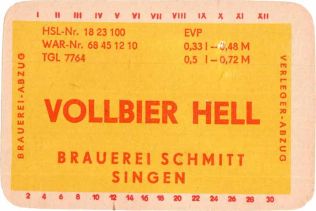 I II III IV V VI VII VIII IX X XI XII
HSL-Nr. 18 23 100
WAR-Nr. 68 45 12 10
TGL 7764
EVP
0,33 l – 0,48 M
0,5 l – 0,72 M
BRAUEREI-ABZUG
VERLEGER-ABZUG
VOLLBIER HELL
BRAUEREI SCHMITT
SINGEN
2 4 6 8 10 12 14 16 18 20 22 24 26 28 30